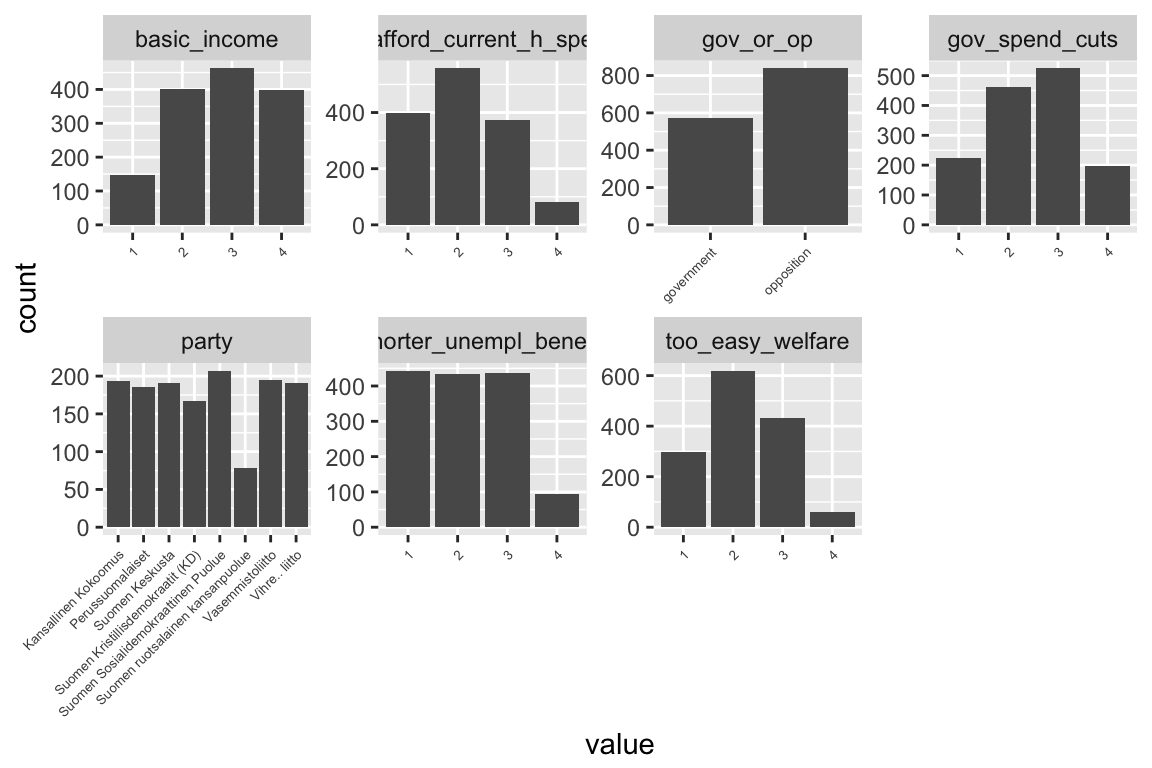 basic_income
afford_current_h_spe
gov_or_op
gov_spend_cuts
400
300
200
100
0
1
2
3
4
400
200
0
1
2
3
4
800
600
400
200
0
government
opposition
500
400
300
200
100
0
1
2
3
4
count
party
horter_unempl_bene
too_easy_welfare
200
150
100
50
0
Kansallinen Kokoomus
Perussuomalaiset
Suomen Keskusta
Suomen Kristillisdemokraatit (KD)
Suomen Sosialidemokraattinen Puolue
Suomen ruotsalainen kansanpuolue
Vasemmistoliitto
Vihre.. liitto
400
300
200
100
0
1
2
3
4
600
400
200
0
1
2
3
4
value